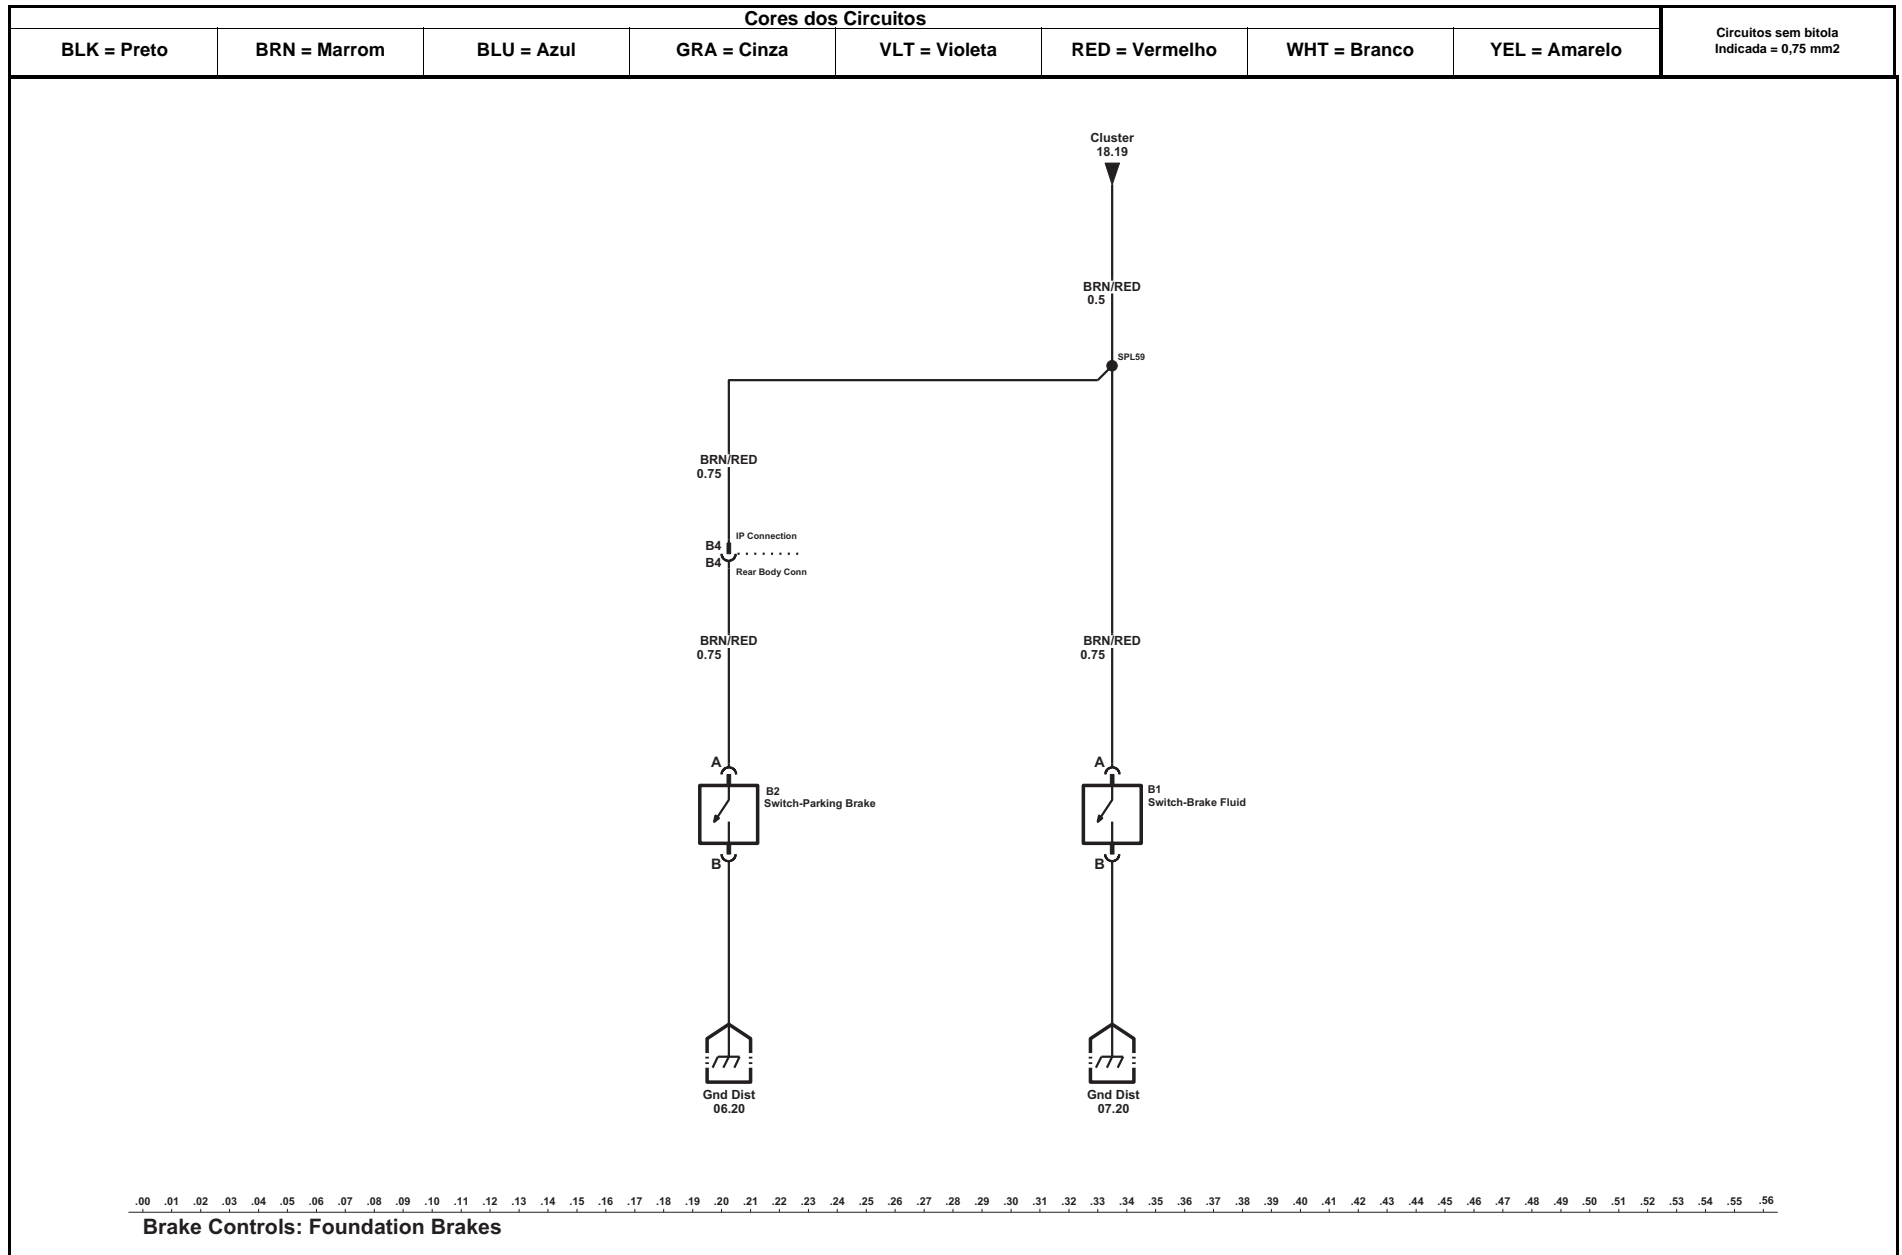 Cores dos Circuitos
BLK = Preto
BRN = Marrom
BLU = Azul
GRA = Cinza
VLT = Violeta
RED = Vermelho
WHT = Branco
YEL = Amarelo
Circuitos sem bitola
Indicada = 0,75 mm2
Cluster
18.19
BRN/RED
0.5
SPL59
BRN/RED
0.75
IP Connection
B4
B4
Rear Body Conn
BRN/RED
0.75
BRN/RED
0.75
A
B2
Switch-Parking Brake
B
A
B1
Switch-Brake Fluid
B
Gnd Dist
06.20
Gnd Dist
07.20
.00 .01 .02 .03 .04 .05 .06 .07 .08 .09 .10 .11 .12 .13 .14 .15 .16 .17 .18 .19 .20 .21 .22 .23 .24 .25 .26 .27 .28 .29 .30 .31 .32 .33 .34 .35 .36 .37 .38 .39 .40 .41 .42 .43 .44 .45 .46 .47 .48 .49 .50 .51 .52 .53 .54 .55 .56
Brake Controls: Foundation Brakes